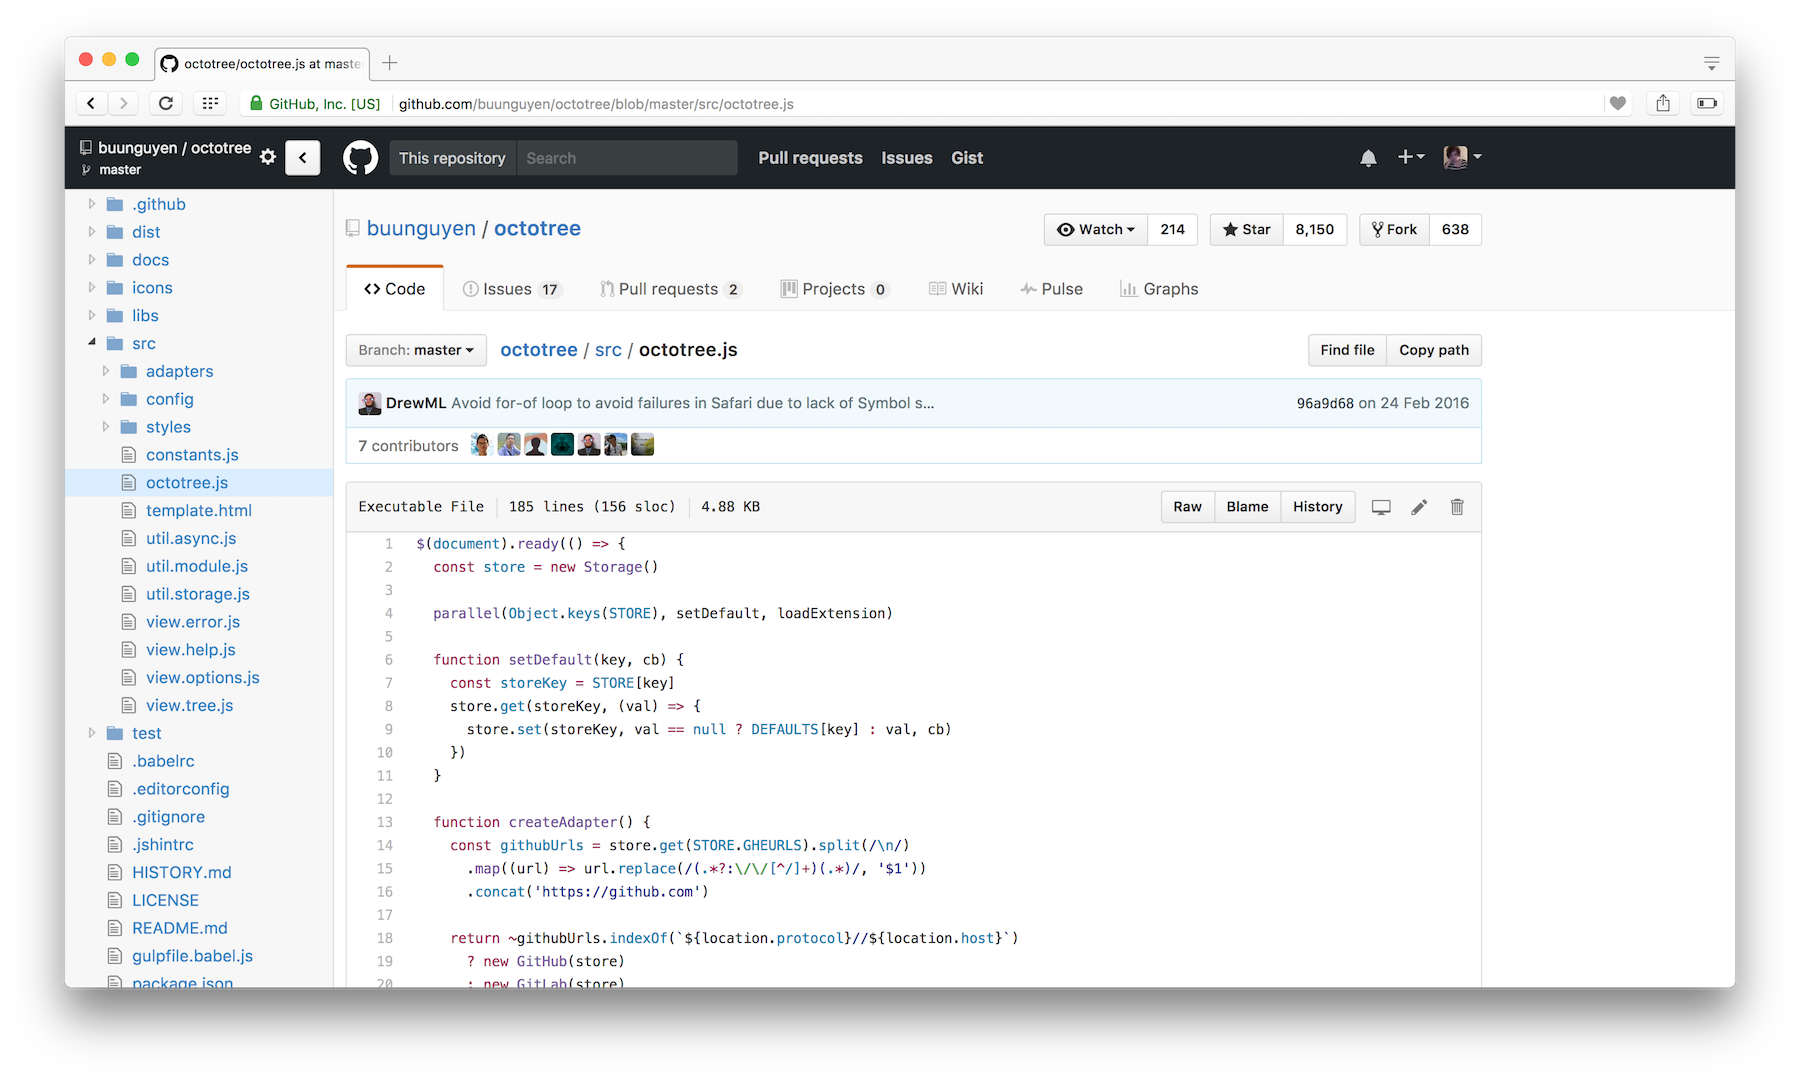 octotree/octotree.js at maste
GitHub, Inc. [US] github.com/buunguyen/octotree/blob/master/src/octotree.js
buunguyen / octotree
master
This repository Search Pull requests Issues Gist
.github
dist
docs
icons
libs
src
adapters
config
styles
constants.js
octotree.js
template.html
util.async.js
util.module.js
util.storage.js
view.error.js
view.help.js
view.options.js
view.tree.js
test
.babelrc
.editorconfig
.gitignore
.jshintrc
HISTORY.md
LICENSE
README.md
gulpfile.babel.js
package.json
buunguyen / octotree
Watch 214 Star 8,150 Fork 638
Code Issues 17 Pull requests 2 Projects 0 Wiki Pulse Graphs
Branch: master octotree / src / octotree.js Find file Copy path
DrewML Avoid for-of loop to avoid failures in Safari due to lack of Symbol s... 96a9d68 on 24 Feb 2016
7 contributors
Executable File 185 lines (156 sloc) 4.88 KB Raw Blame History
1 $(document).ready(() => {
2 const store = new Storage()
3
4 parallel(Object.keys(STORE), setDefault, loadExtension)
5
6 function setDefault(key, cb) {
7 const storeKey = STORE[key]
8 store.get(storeKey, (val) => {
9 store.set(storeKey, val == null ? DEFAULTS[key] : val, cb)
10 })
11 }
12
13 function createAdapter() {
14 const githubUrls = store.get(STORE.GHEURLS).split(/\n/)
15 .map((url) => url.replace(/(.*?:\/\/[^/]+)(.*)/, '$1'))
16 .concat('https://github.com')
17
18 return ~githubUrls.indexOf(`${location.protocol}//${location.host}`)
19 ? new GitHub(store)
20 : new GitLab(store)